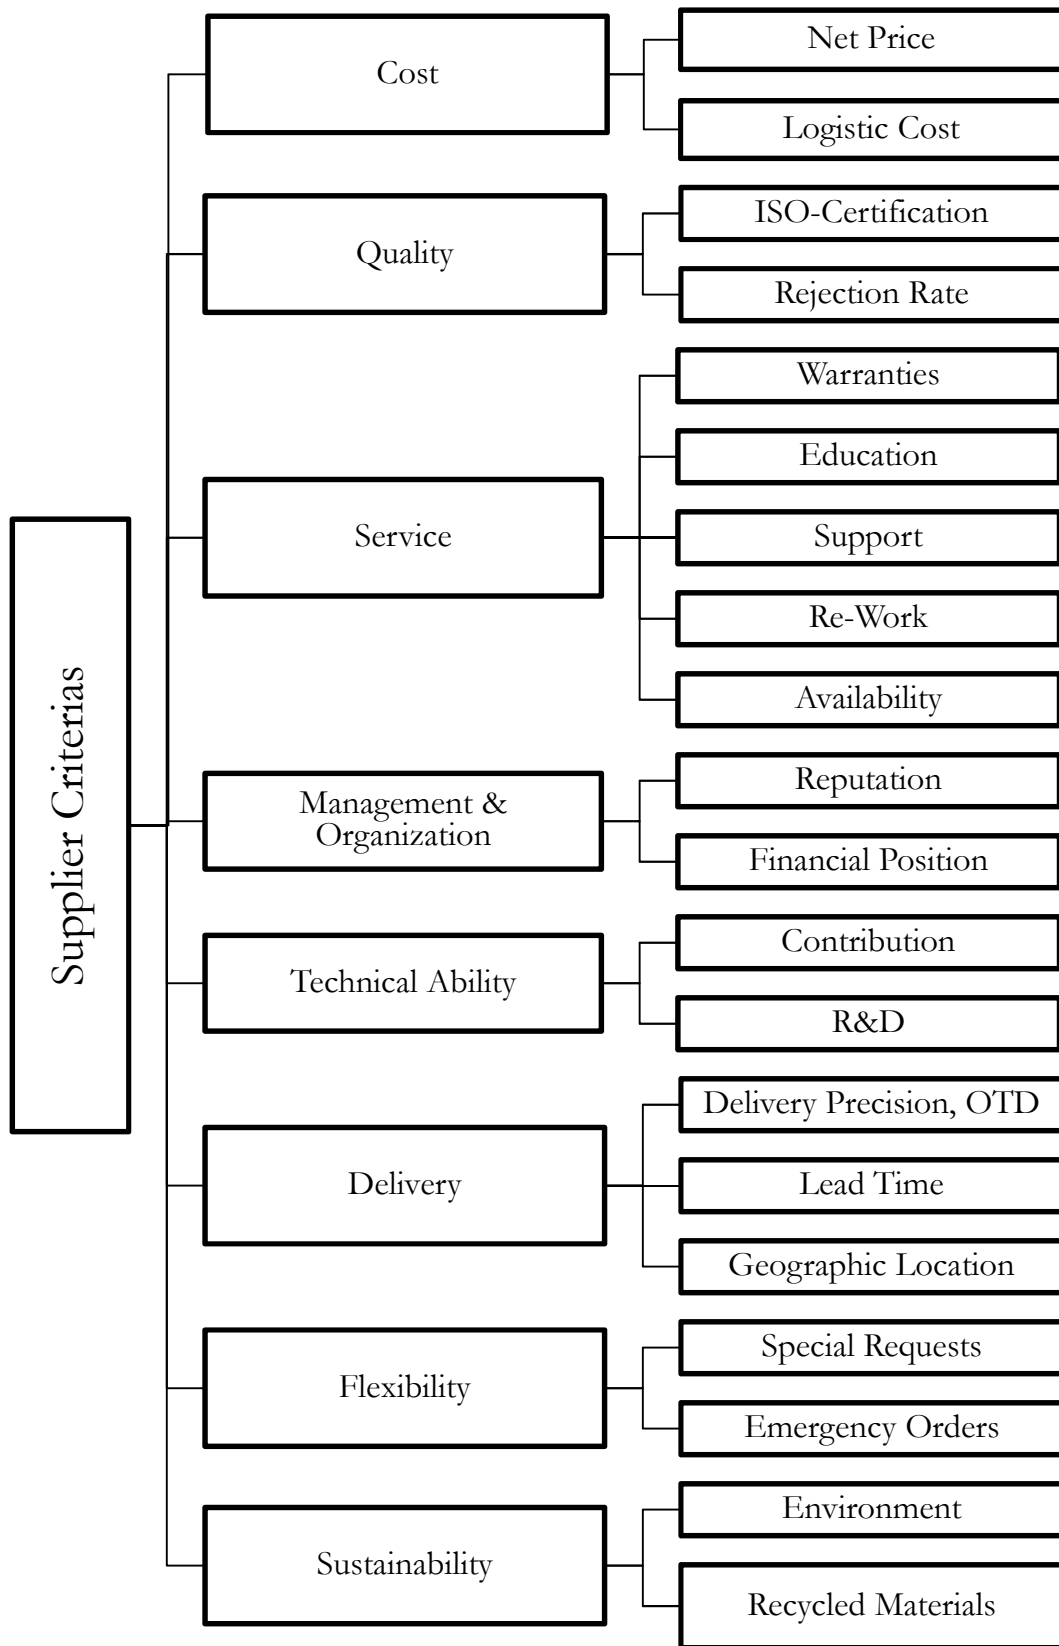 Supplier Criterias
Cost
Net Price
Logistic Cost
Quality
ISO-Certification
Rejection Rate
Service
Warranties
Education
Support
Re-Work
Availability
Management &
Organization
Reputation
Financial Position
Technical Ability
Contribution
R&D
Delivery
Delivery Precision, OTD
Lead Time
Geographic Location
Flexibility
Special Requests
Emergency Orders
Sustainability
Environment
Recycled Materials